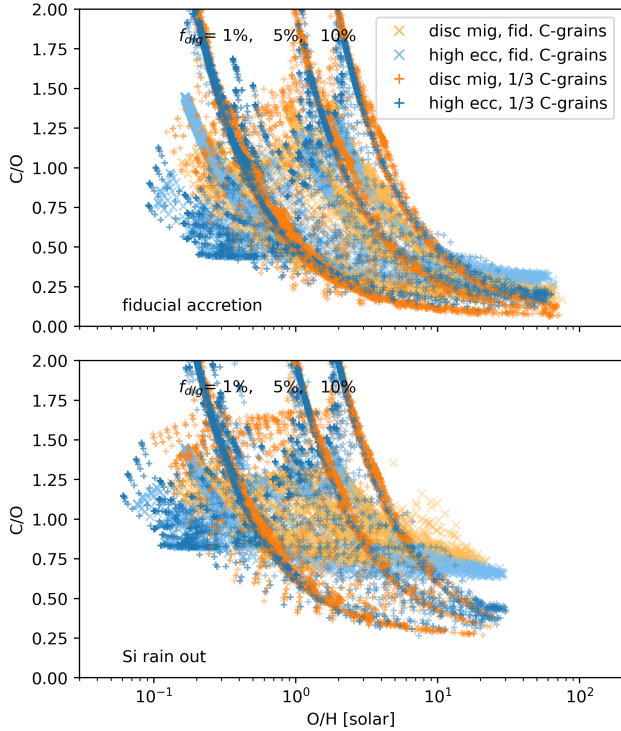 2.00
1.75
1.50
1.25
1.00
0.75
0.50
0.25
0.00
C/O
f_{d/g}= 1%, 5%, 10%
disc mig, fid. C-grains
high ecc, fid. C-grains
disc mig, 1/3 C-grains
high ecc, 1/3 C-grains
fiducial accretion
2.00
1.75
1.50
1.25
1.00
0.75
0.50
0.25
0.00
C/O
f_{d/g}= 1%, 5%, 10%
Si rain out
10^{-1} 10^{0} 10^{1} 10^{2}
O/H [solar]